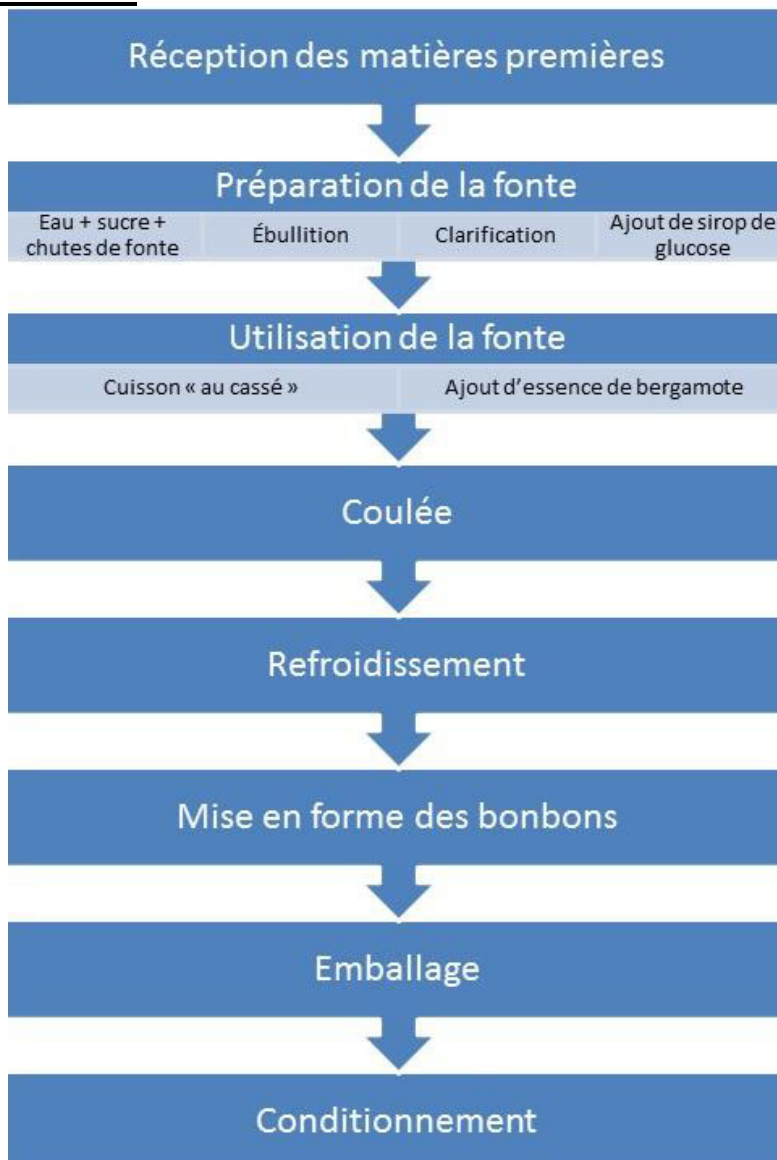 Réception des matières premières
Préparation de la fonte
Eau + sucre +
chutes de fonte
Ébullition
Clarification
Ajout de sirop de
glucose
Utilisation de la fonte
Cuisson « au cassé »
Ajout d'essence de bergamote
Coulée
Refroidissement
Mise en forme des bonbons
Emballage
Conditionnement